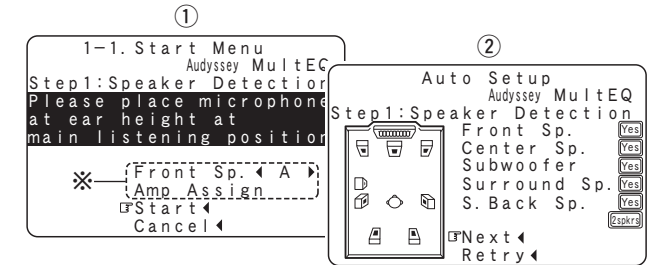 ①
1-1. Start Menu
Audyssey MultEQ
Step1:Speaker Detection
Please place microphone
at ear height at
main listening position
※
Front Sp. ◀ A ▶
Amp Assign
☞Start◀
Cancel◀
②
Auto Setup
Audyssey MultEQ
Step1:Speaker Detection
Front Sp. Yes
Center Sp. Yes
Subwoofer Yes
Surround Sp. Yes
S.Back Sp. Yes
2spkrs
☞Next◀
Retry◀